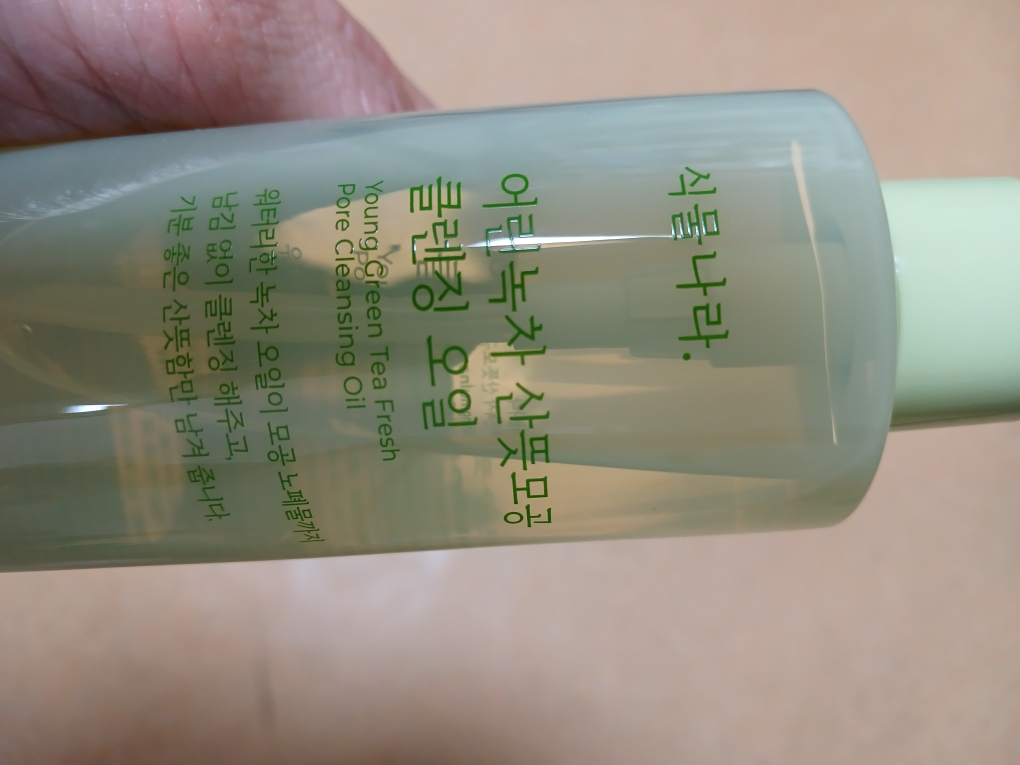 식물나라.
어린녹차 산뜻모공
클렌징 오일
Young Green Tea Fresh
Pore Cleansing Oil
워터리한 녹차 오일이 모공 노폐물까지
남김 없이 클렌징 해주고,
기분 좋은 산뜻함만 남겨 줍니다.